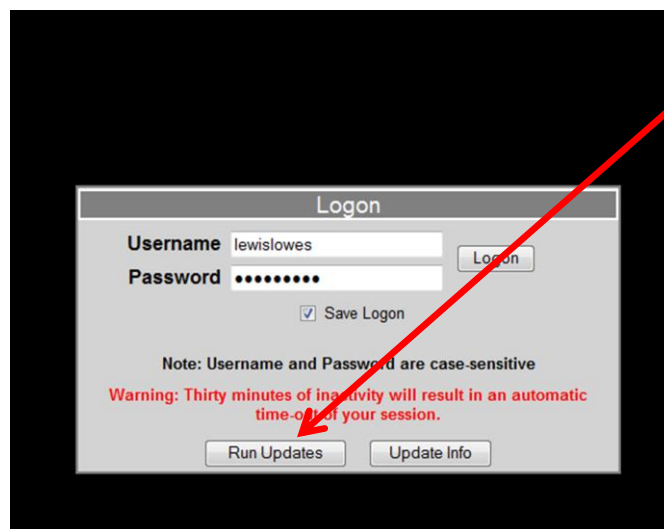 Logon
Username lewislowes Logon
Password •••••••••
Save Logon
Note: Username and Password are case-sensitive
Warning: Thirty minutes of inactivity will result in an automatic
time-out of your session.
Run Updates Update Info